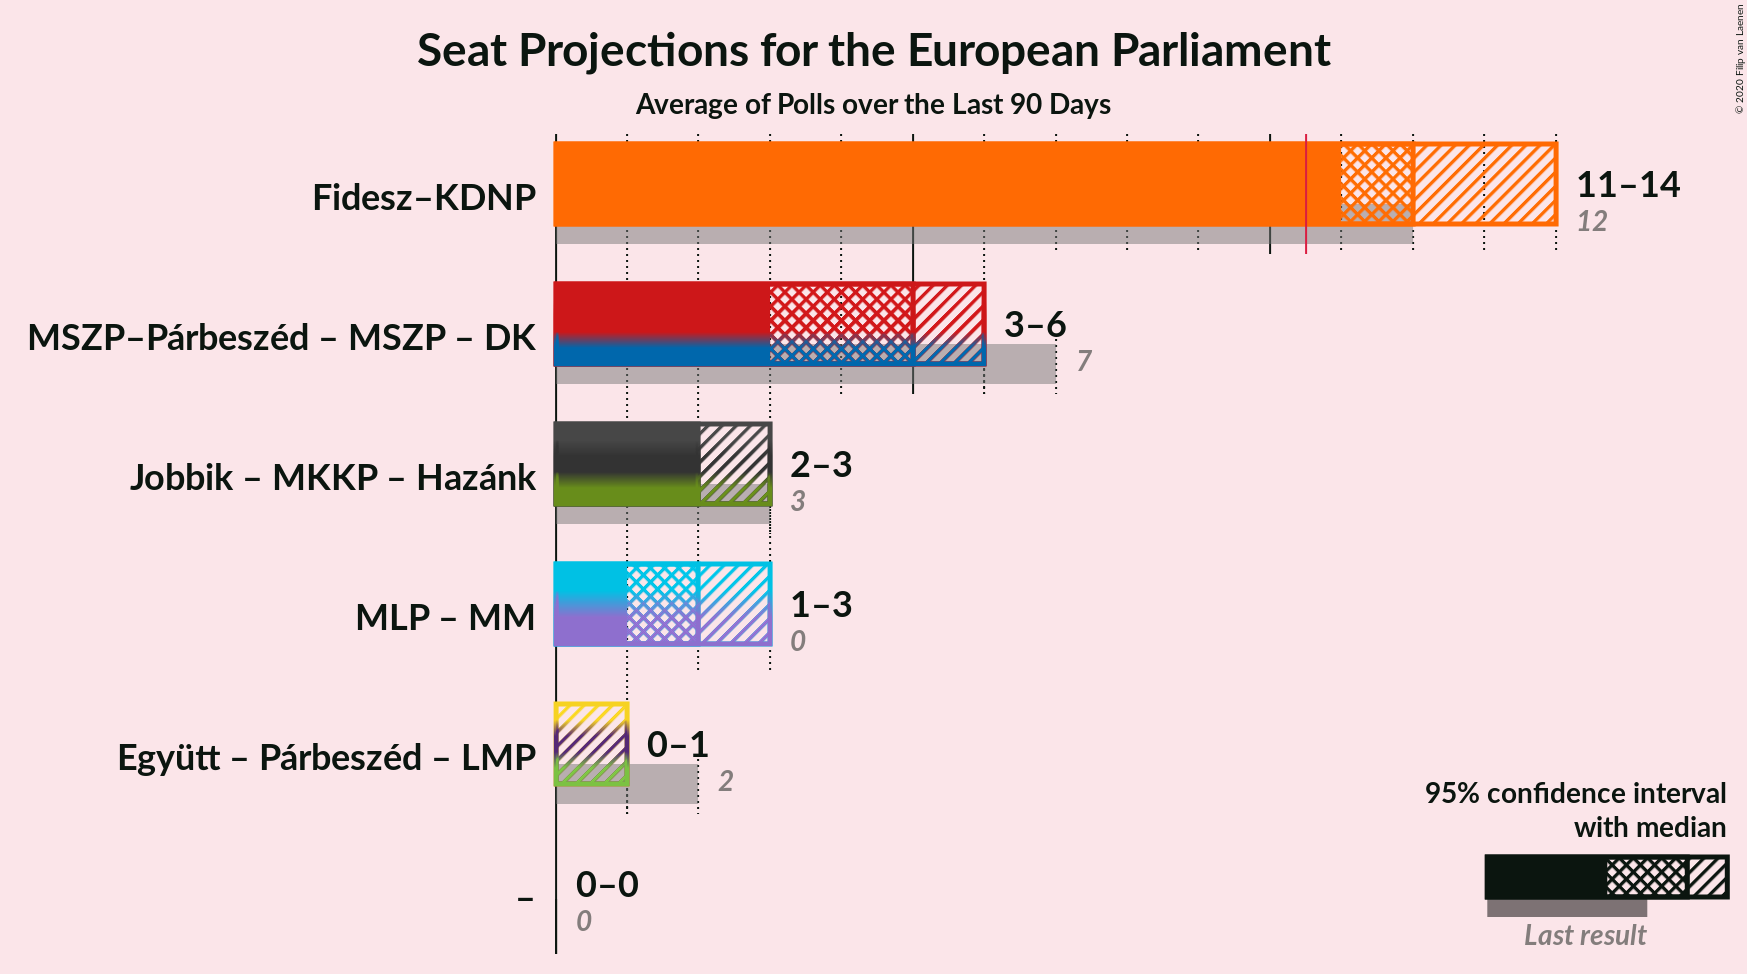 Seat Projections for the European Parliament
Average of Polls over the Last 90 Days
© 2020 Filip van Laenen
Fidesz–KDNP
11–14
12
MSZP–Párbeszéd – MSZP – DK
3–6
7
Jobbik – MKKP – Hazánk
2–3
3
MLP – MM
1–3
0
Együtt – Párbeszéd – LMP
0–1
2
–
0–0
0
95% confidence interval
with median
Last result